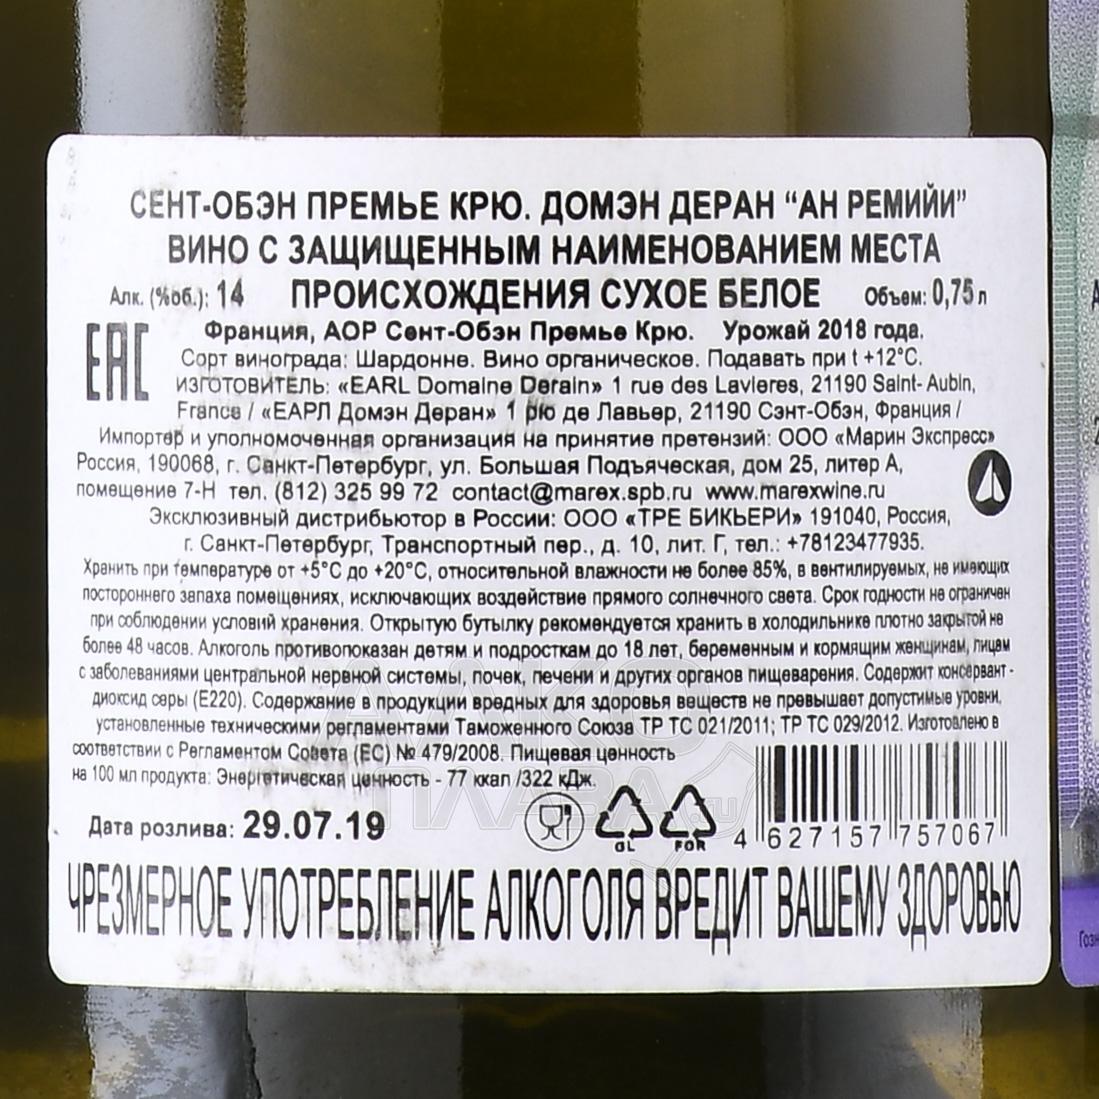 СЕНТ-ОБЭН ПРЕМЬЕ КРЮ. ДОМЭН ДЕРАН “АН РЕМИЙИ”
ВИНО С ЗАЩИЩЕННЫМ НАИМЕНОВАНИЕМ МЕСТА
Алк. (%об.): 14 ПРОИСХОЖДЕНИЯ СУХОЕ БЕЛОЕ Объем: 0,75 л
EAC
Франция, АОР Сент-Обэн Премье Крю. Урожай 2018 года.
Сорт винограда: Шардонне. Вино органическое. Подавать при t +12°С.
ИЗГОТОВИТЕЛЬ: «EARL Domaine Derain» 1 rue des Lavieres, 21190 Saint- Aubin,
France / «ЕАРЛ Домэн Деран» 1 рю де Лавьер, 21190 Сэнт-Обэн, Франция /
Импортер и уполномоченная организация на принятие претензий: ООО «Марин Экспресс»
Россия, 190068, г. Санкт-Петербург, ул. Большая Подъяческая, дом 25, литер А,
помещение 7-Н тел. (812) 325 99 72 contact@marex.spb.ru www.marexwine.ru
Эксклюзивный дистрибьютор в России: ООО «ТРЕ БИКЬЕРИ» 191040, Россия,
г. Санкт-Петербург, Транспортный пер., д. 10, лит. Г, тел.: +78123477935.
Хранить при температуре от +5°С до +20°С, относительной влажности не более 85%, в вентилируемых, не имеющих
постороннего запаха помещениях, исключающих воздействие прямого солнечного света. Срок годности не ограничен
при соблюдении условий хранения. Открытую бутылку рекомендуется хранить в холодильнике плотно закрытой не
более 48 часов. Алкоголь противопоказан детям и подросткам до 18 лет, беременным и кормящим женщинам, лицам
с заболеваниями центральной нервной системы, почек, печени и других органов пищеварения. Содержит консервант -
диоксид серы (Е220). Содержание в продукции вредных для здоровья веществ не превышает допустимые уровни,
установленные техническими регламентами Таможенного Союза ТР ТС 021/2011; ТР ТС 029/2012. Изготовлено в
соответствии с Регламентом Совета (ЕС) № 479/2008. Пищевая ценность
на 100 мл продукта: Энергетическая ценность - 77 ккал /322 кДж.
Дата розлива: 29.07.19
GL FOR
4 627157 757067
ЧРЕЗМЕРНОЕ УПОТРЕБЛЕНИЕ АЛКОГОЛЯ ВРЕДИТ ВАШЕМУ ЗДОРОВЬЮ
АЛКО
ПЛАЗА.ru